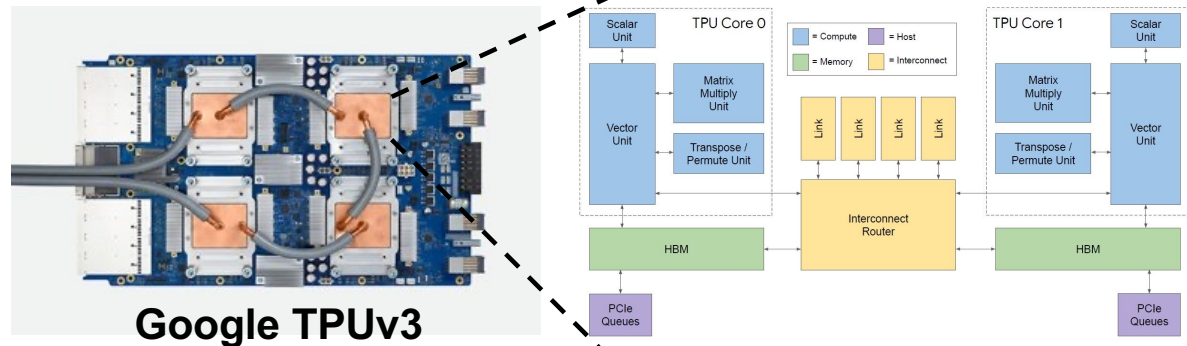 Google TPUv3
TPU Core 0
Scalar
Unit
Vector
Unit
Matrix
Multiply
Unit
Transpose /
Permute Unit
HBM
PCIe
Queues
= Compute
= Host
= Memory
= Interconnect
Link
Link
Link
Link
Interconnect
Router
TPU Core 1
Scalar
Unit
Matrix
Multiply
Unit
Transpose /
Permute Unit
Vector
Unit
HBM
PCIe
Queues